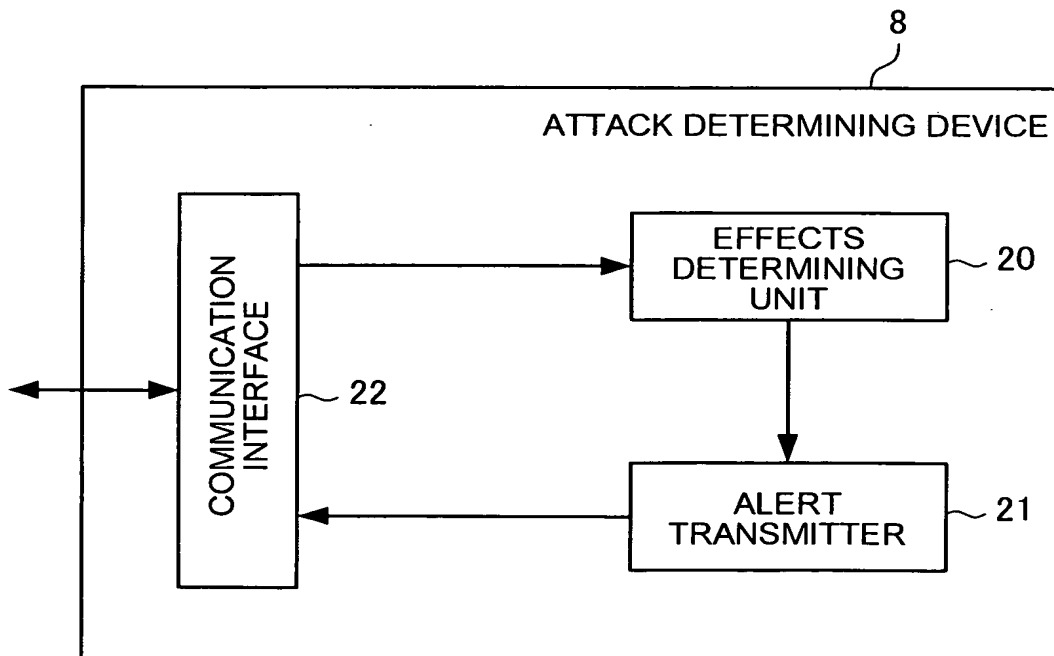 8
ATTACK DETERMINING DEVICE
COMMUNICATION
INTERFACE
22
EFFECTS
DETERMINING
UNIT
20
ALERT
TRANSMITTER
21